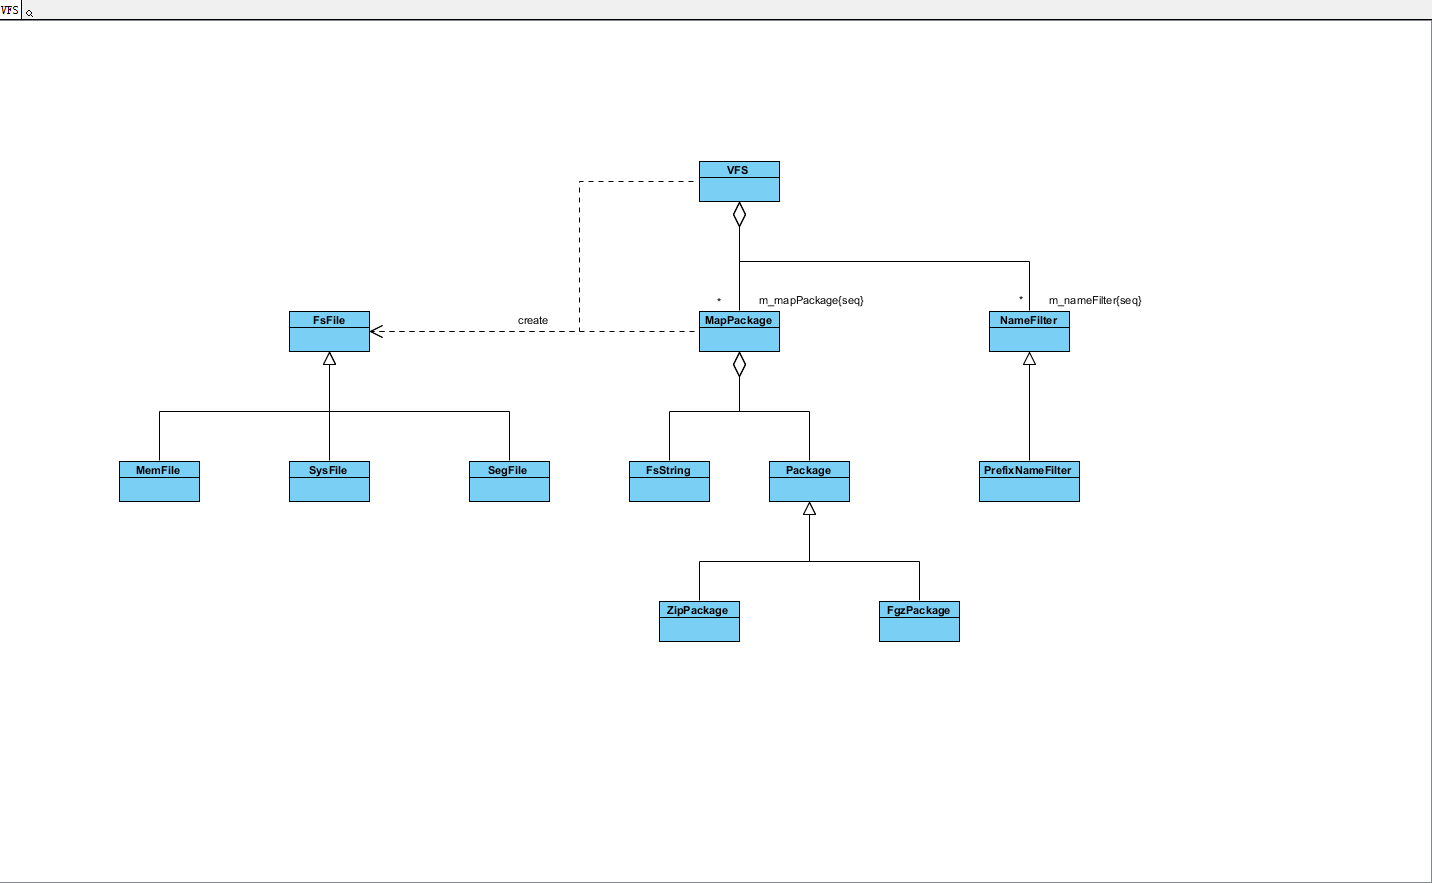 VFS
VFS
* m_mapPackage{seq} * m_nameFilter{seq}
FsFile create MapPackage NameFilter
MemFile SysFile SegFile FsString Package PrefixNameFilter
ZipPackage FgzPackage